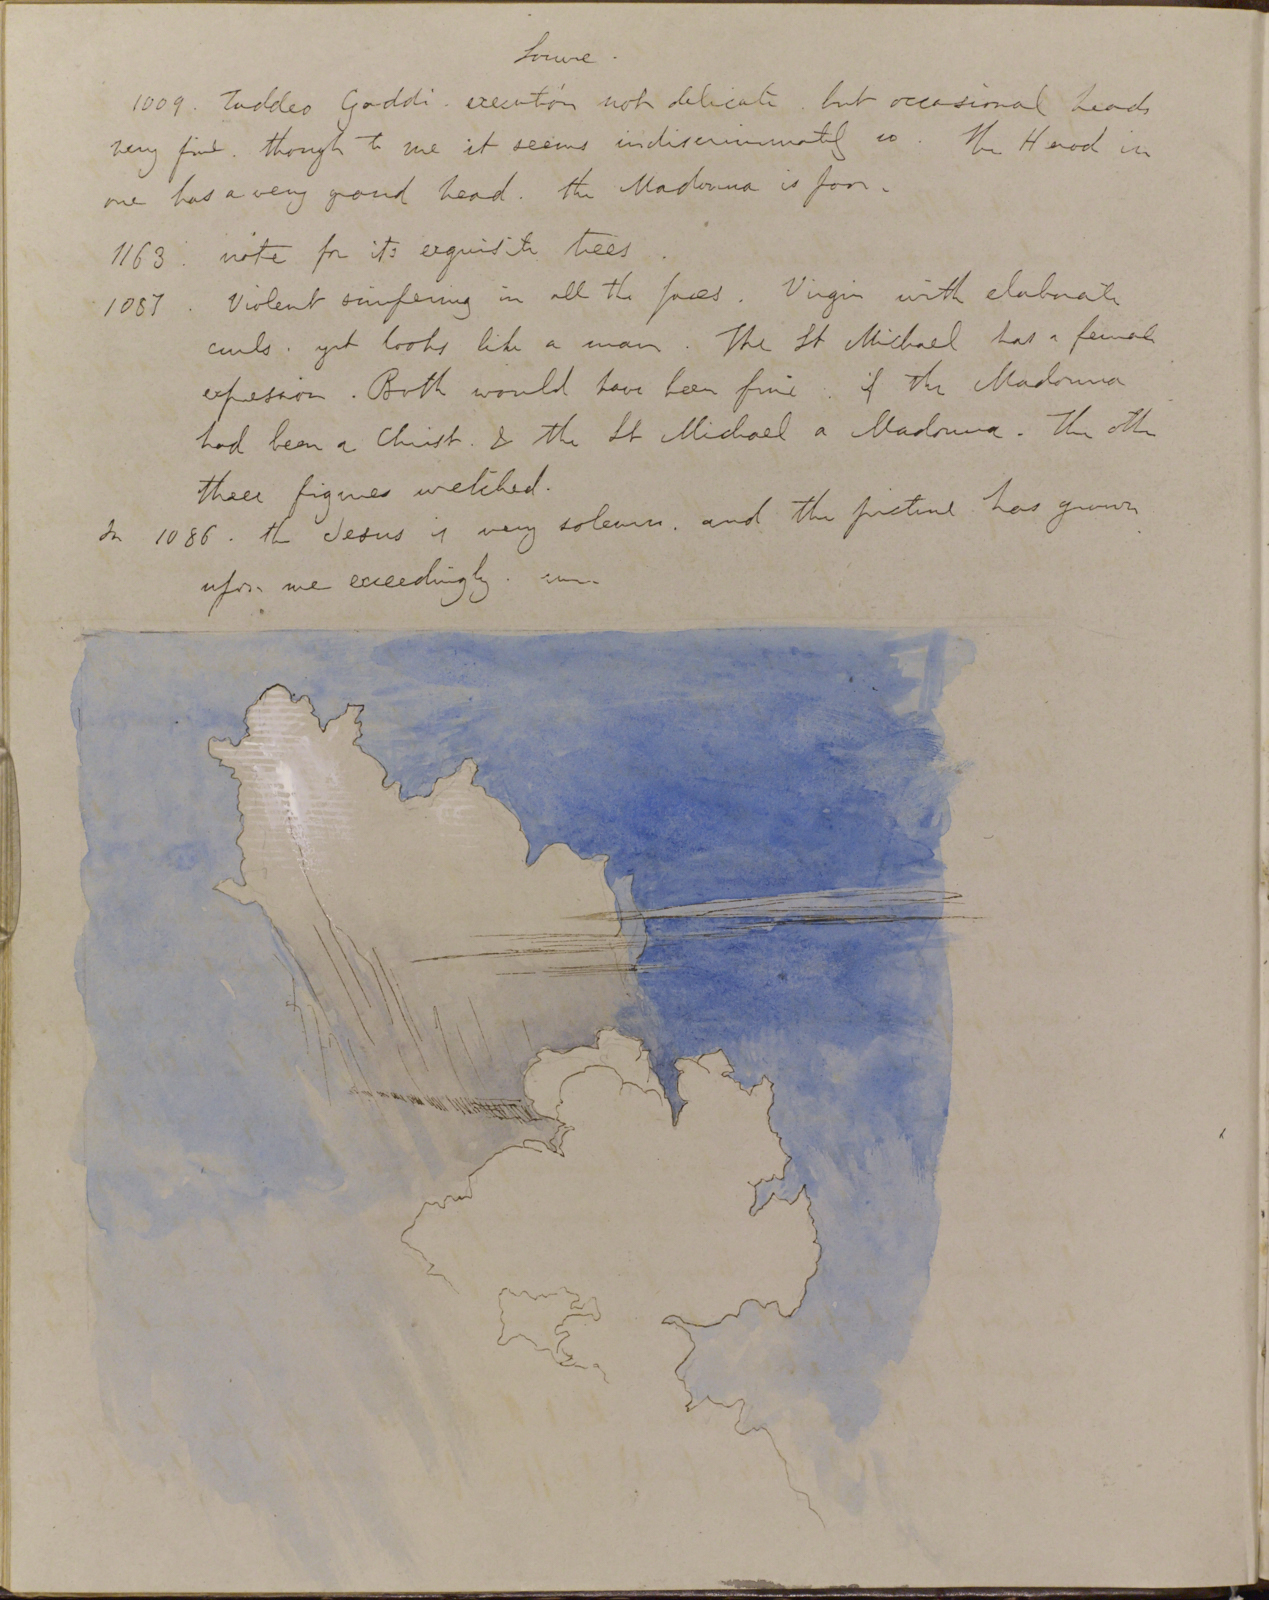 Louvre.
1009. Taddeo Gaddi. execution not delicate. but occasional heads
very fine. though to me it seems indiscriminately so. The Herod in
one has a very grand head. the Madonna is poor.
1163. note for its exquisite trees.
1087. Violent simpering in all the faces. Virgin with elaborate
curls. yet looks like a man. The St Michael has a female
expression. Both would have been fine. if the Madonna
had been a Christ. & the St Michael a Madonna. The other
three figures wretched.
In 1086. the Jesus is very solemn. and the picture has grown
upon me exceedingly.